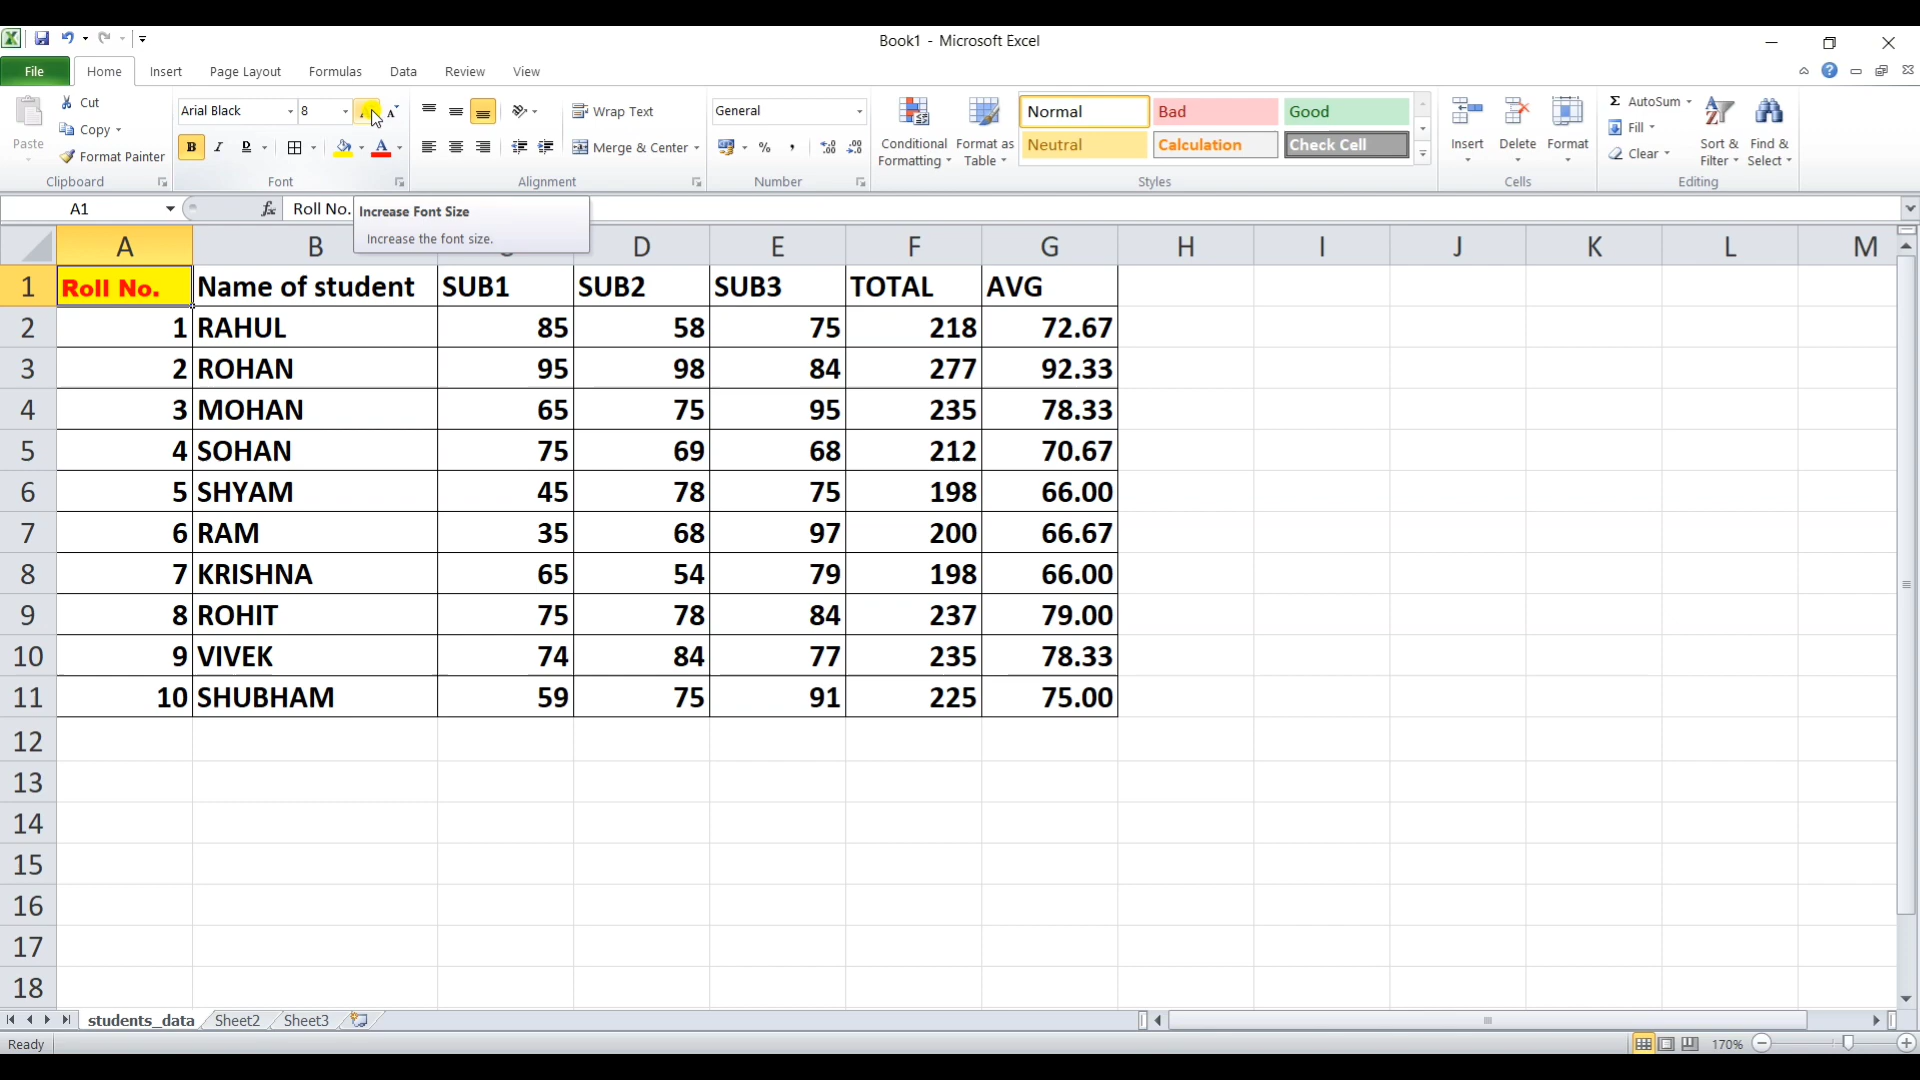 Book1 - Microsoft Excel
File Home Insert Page Layout Formulas Data Review View
Paste
Cut
Copy
Format Painter
Clipboard
Arial Black 8
B I D
Font
Wrap Text
Merge & Center
Alignment
General
% ,
Number
Conditional Formatting
Format as Table
Normal Bad Good
Neutral Calculation Check Cell
Styles
Insert Delete Format
Cells
Σ AutoSum
Fill
Clear
Sort & Filter
Find & Select
Editing
A1 fx Roll No.
Increase Font Size
Increase the font size.
A B D E F G H I J K L M
1 Roll No. Name of student SUB1 SUB2 SUB3 TOTAL AVG
2 1 RAHUL 85 58 75 218 72.67
3 2 ROHAN 95 98 84 277 92.33
4 3 MOHAN 65 75 95 235 78.33
5 4 SOHAN 75 69 68 212 70.67
6 5 SHYAM 45 78 75 198 66.00
7 6 RAM 35 68 97 200 66.67
8 7 KRISHNA 65 54 79 198 66.00
9 8 ROHIT 75 78 84 237 79.00
10 9 VIVEK 74 84 77 235 78.33
11 10 SHUBHAM 59 75 91 225 75.00
12
13
14
15
16
17
18
students_data Sheet2 Sheet3
Ready 170%